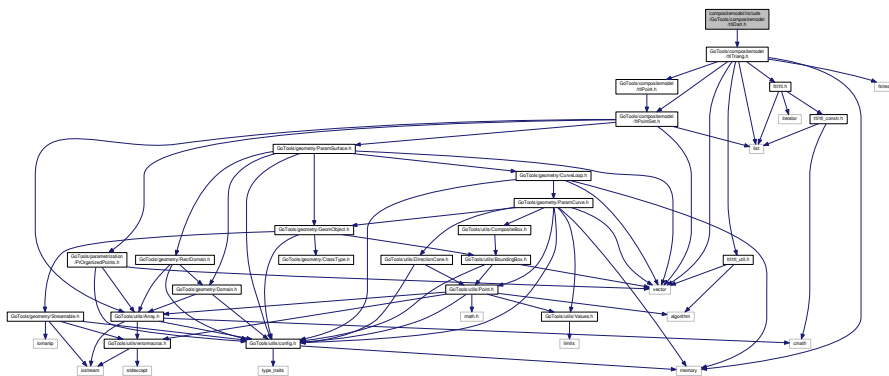 compositemodel/include
/GoTools/compositemodel
/ttlDart.h
GoTools/compositemodel
/ttlTriang.h
GoTools/compositemodel
/ttlPoint.h
ttl/ttl.h
fstream
GoTools/compositemodel
/ttlPointSet.h
iterator
ttl/ttl_constr.h
GoTools/geometry/ParamSurface.h
list
GoTools/geometry/CurveLoop.h
GoTools/geometry/ParamCurve.h
GoTools/geometry/GeomObject.h
GoTools/utils/CompositeBox.h
GoTools/parametrization
/PrOrganizedPoints.h
GoTools/geometry/RectDomain.h
GoTools/geometry/ClassType.h
GoTools/utils/DirectionCone.h
GoTools/utils/BoundingBox.h
ttl/ttl_util.h
GoTools/geometry/Domain.h
GoTools/utils/Point.h
vector
GoTools/geometry/Streamable.h
GoTools/utils/Array.h
math.h
GoTools/utils/Values.h
algorithm
iomanip
GoTools/utils/errormacros.h
GoTools/utils/config.h
limits
cmath
iostream
stdexcept
type_traits
memory